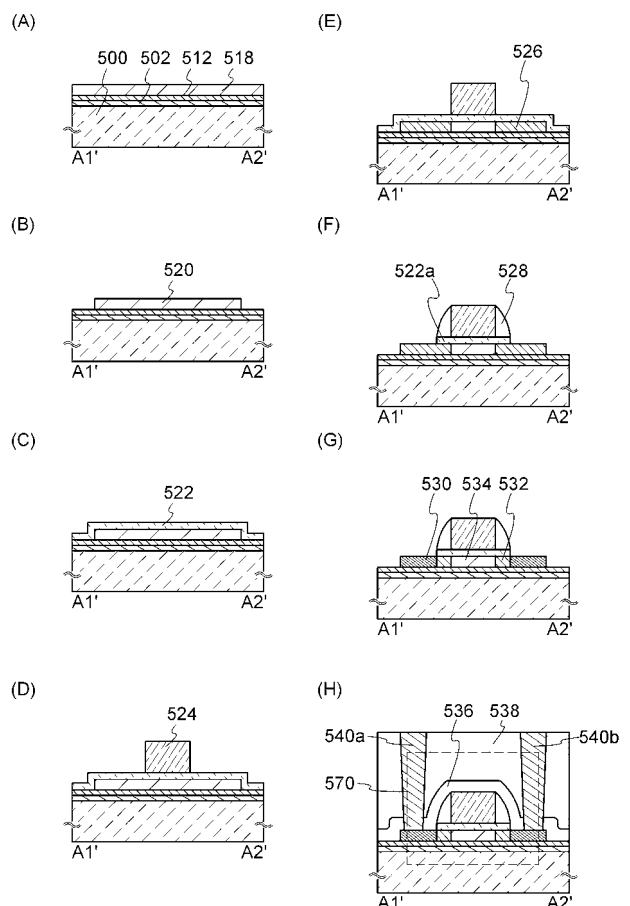 (A)
500 502 512 518
A1' A2'
(B)
520
A1' A2'
(C)
522
A1' A2'
(D)
524
A1' A2'
(E)
526
A1' A2'
(F)
522a 528
A1' A2'
(G)
530 534 532
A1' A2'
(H)
536 538
540a 540b
570
A1' A2'